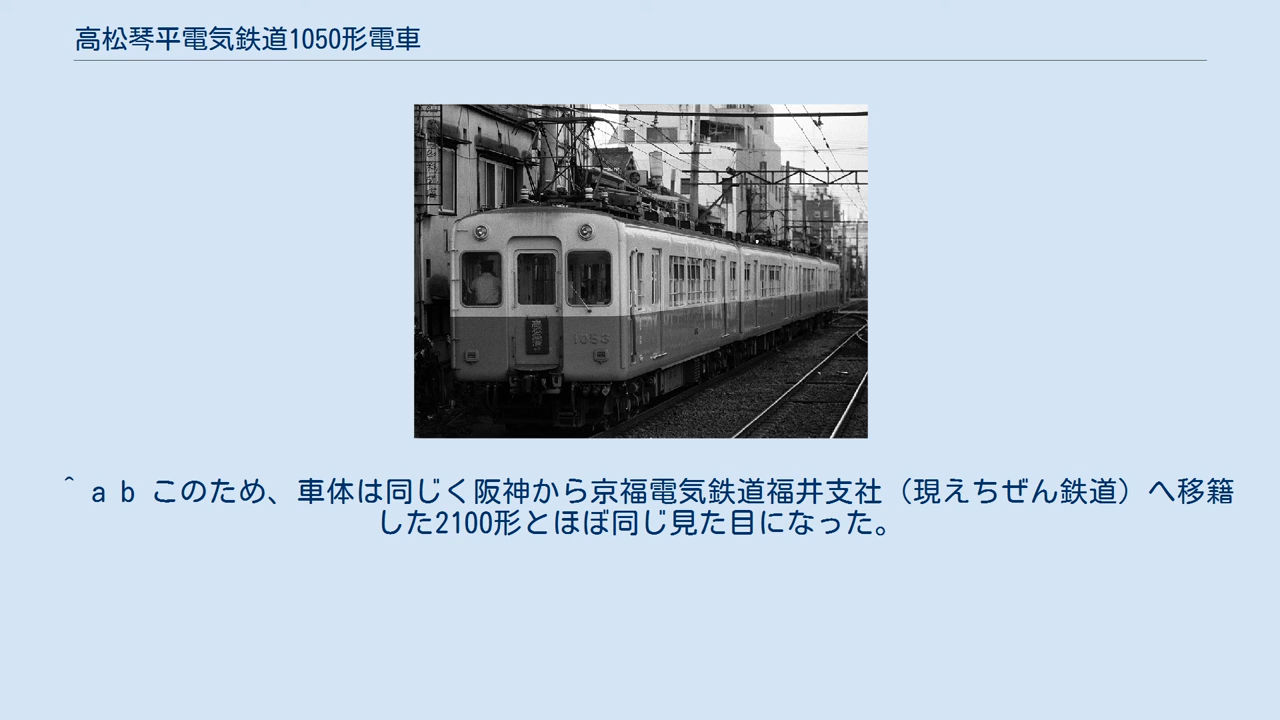 高松琴平電気鉄道1050形電車
1053
^ a b このため、車体は同じく阪神から京福電気鉄道福井支社（現えちぜん鉄道）へ移籍
した2100形とほぼ同じ見た目になった。